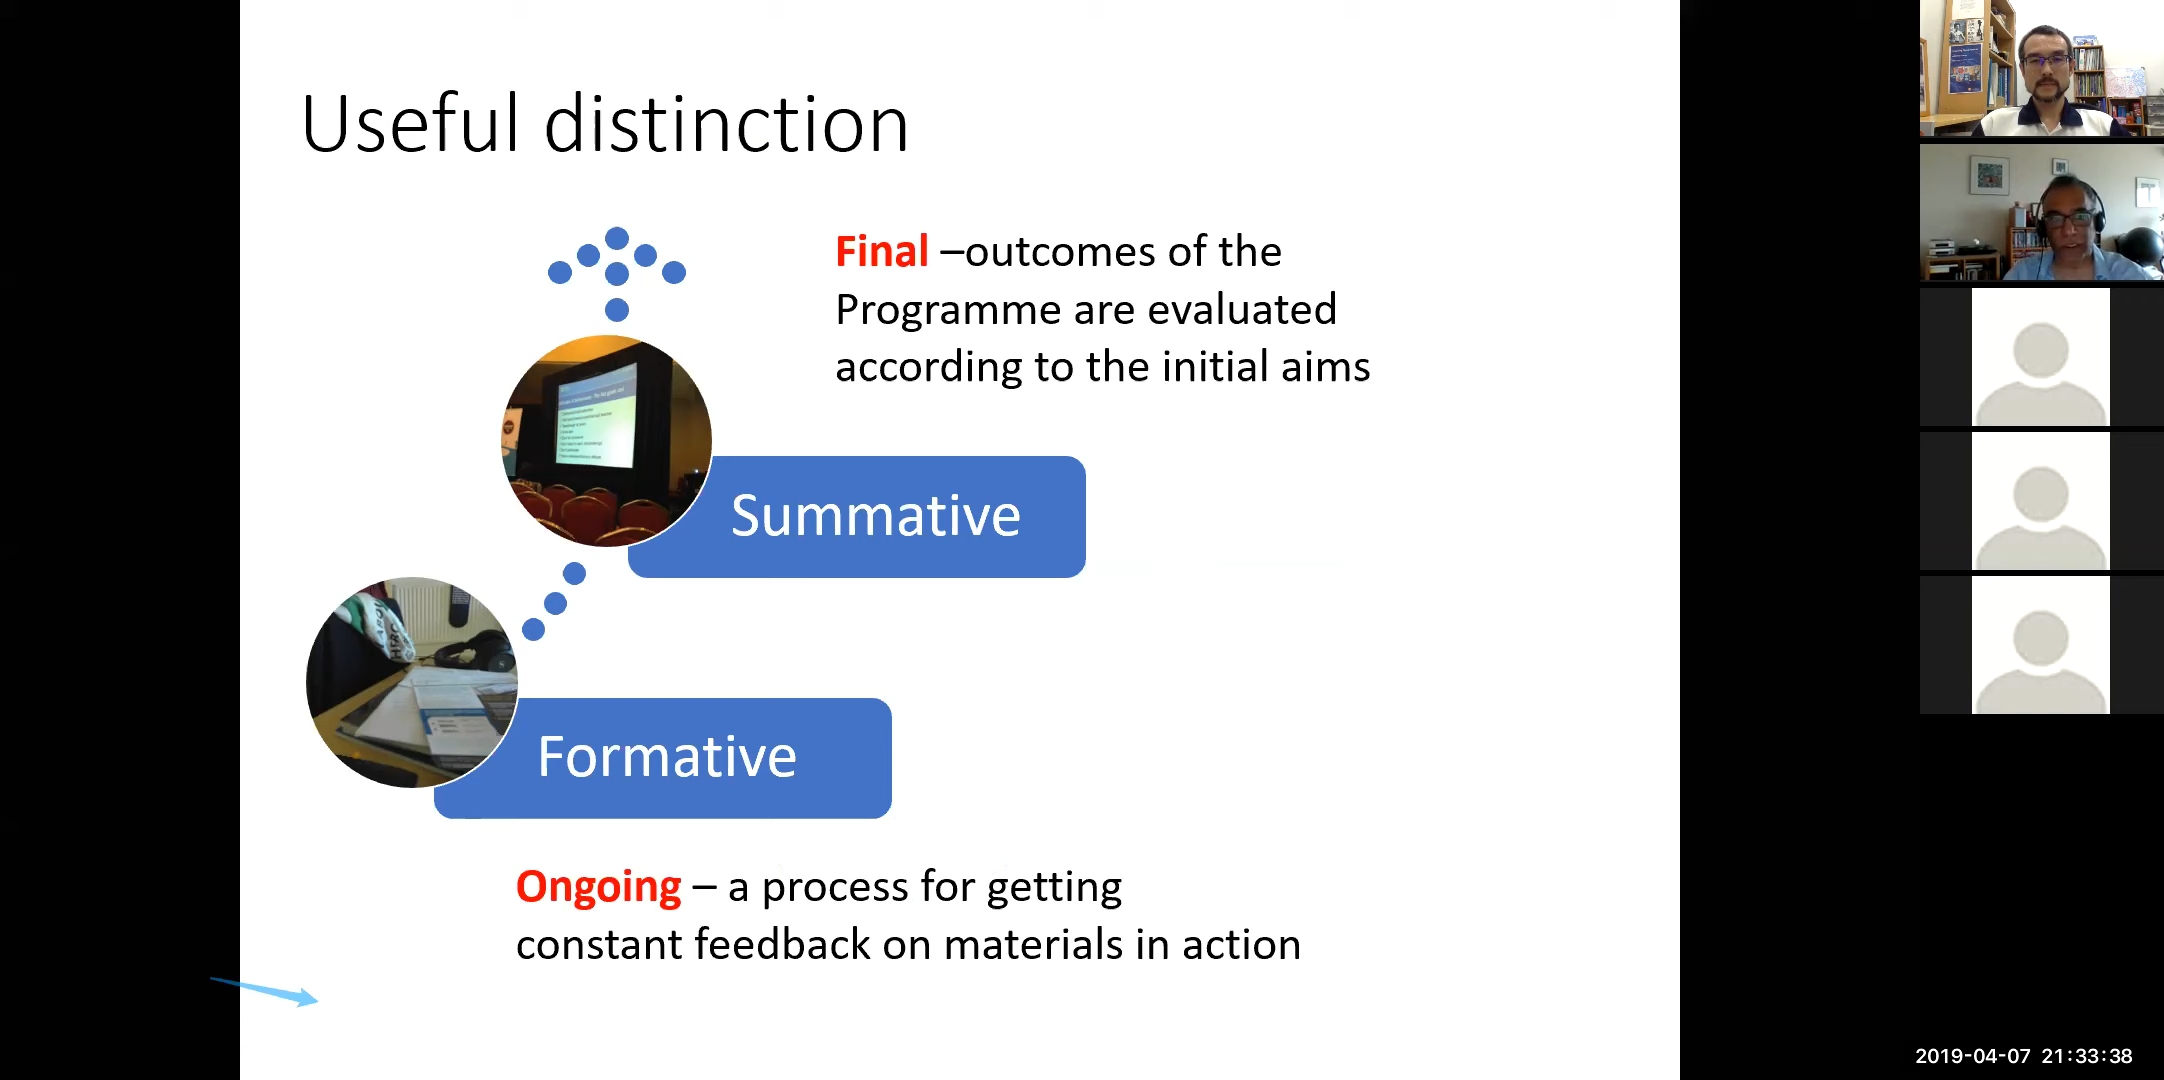 Useful distinction
Final –outcomes of the
Programme are evaluated
according to the initial aims
Summative
Formative
Ongoing – a process for getting
constant feedback on materials in action
2019-04-07 21:33:38